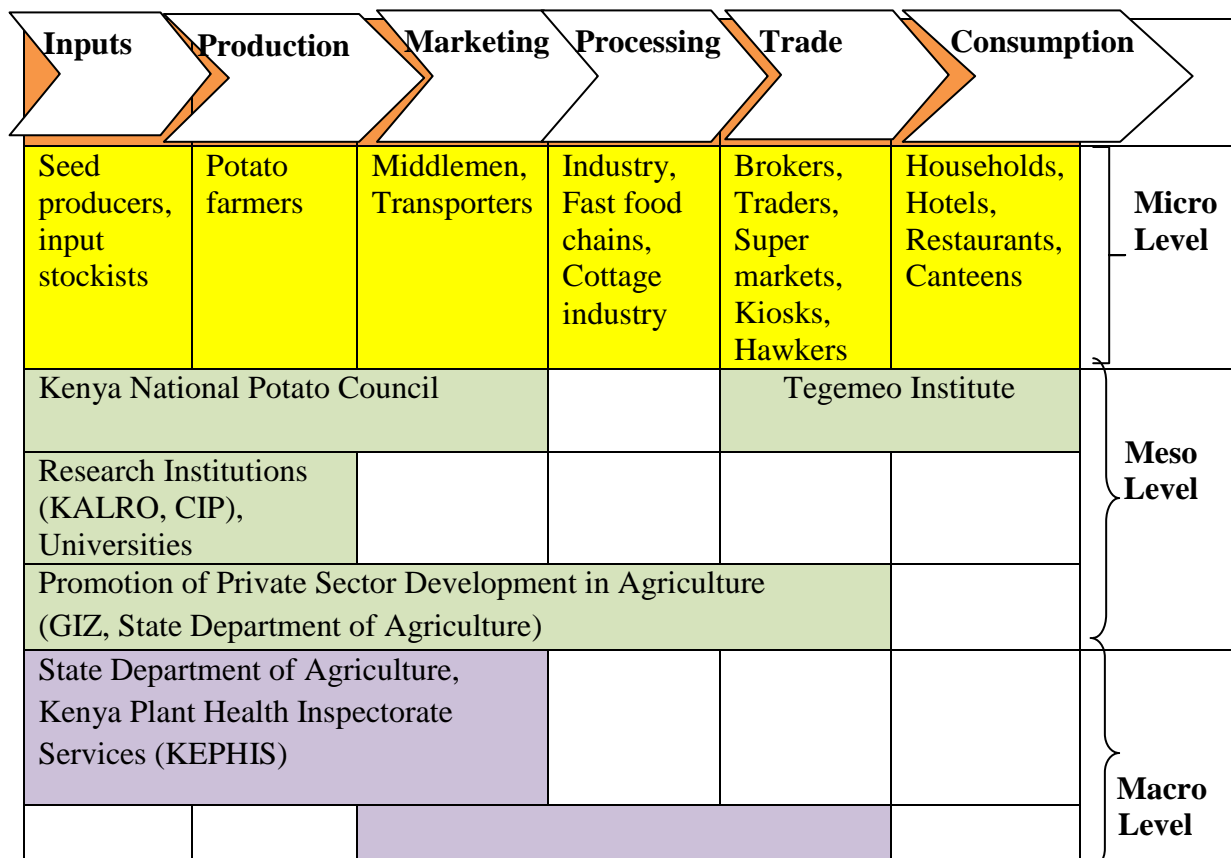 Inputs
Production
Marketing
Processing
Trade
Consumption
Seed
producers,
input
stockists
Potato
farmers
Middlemen,
Transporters
Industry,
Fast food
chains,
Cottage
industry
Brokers,
Traders,
Super
markets,
Kiosks,
Hawkers
Households,
Hotels,
Restaurants,
Canteens
Micro
Level
Kenya National Potato Council
Tegemeo Institute
Meso
Level
Research Institutions
(KALRO, CIP),
Universities
Promotion of Private Sector Development in Agriculture
(GIZ, State Department of Agriculture)
State Department of Agriculture,
Kenya Plant Health Inspectorate
Services (KEPHIS)
Macro
Level